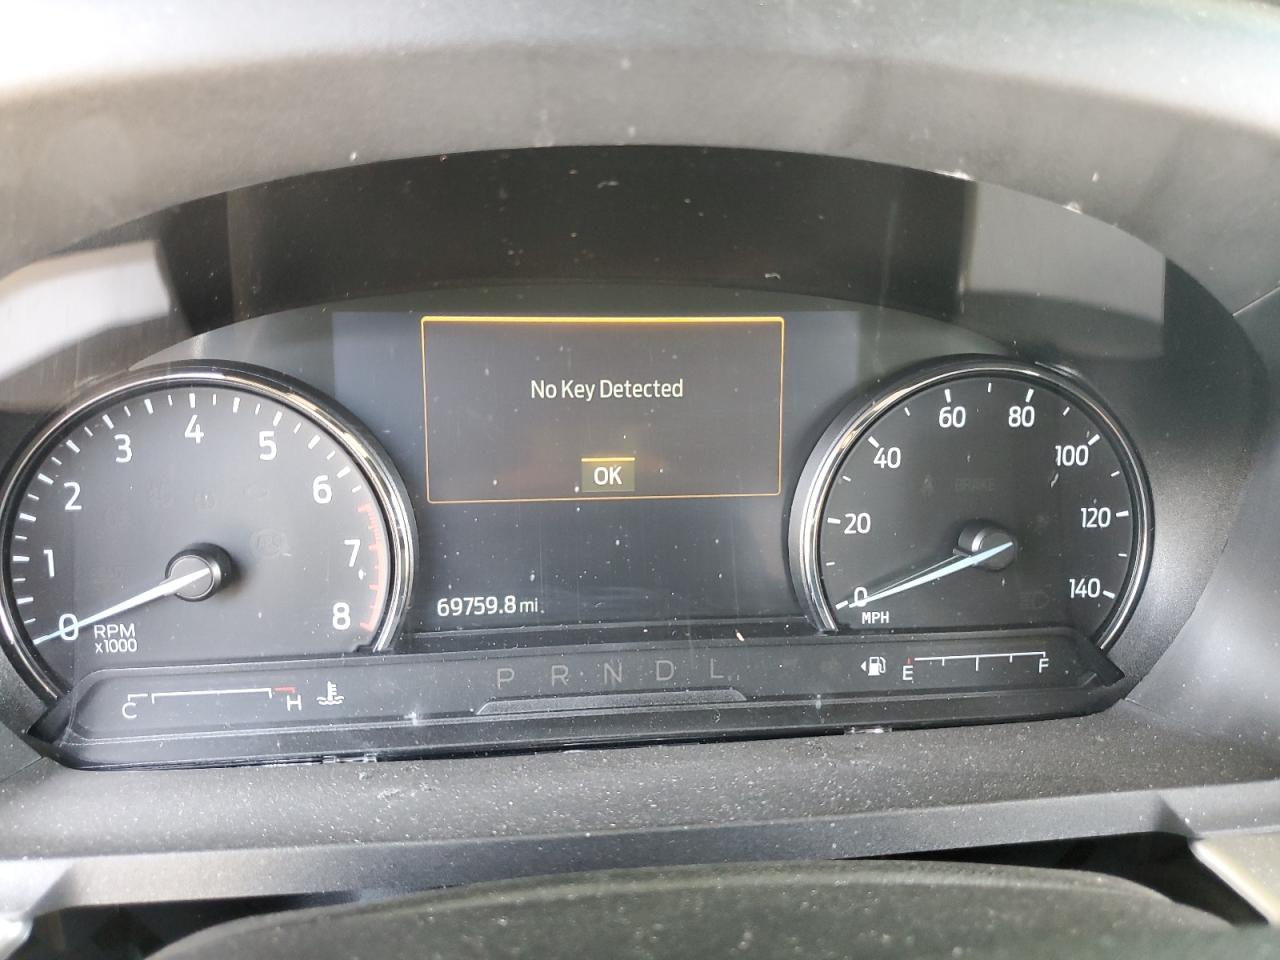 No Key Detected
OK
0 1 2 3 4 5 6 7 8
RPM
x1000
0 20 40 60 80 100 120 140
MPH
BRAKE
69759.8 mi
P R N D L
C H
E F